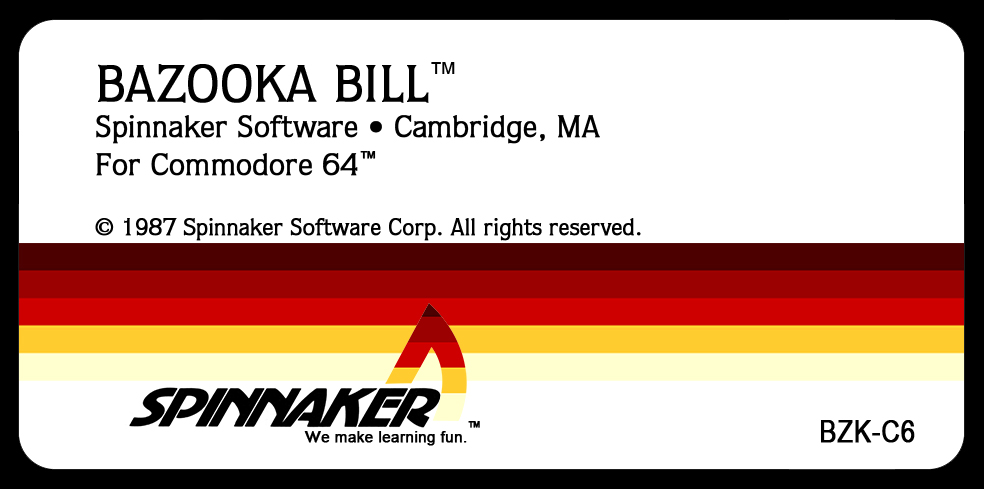 BAZOOKA BILL™
Spinnaker Software • Cambridge, MA
For Commodore 64™
© 1987 Spinnaker Software Corp. All rights reserved.
SPINNAKER™
We make learning fun.
BZK-C6